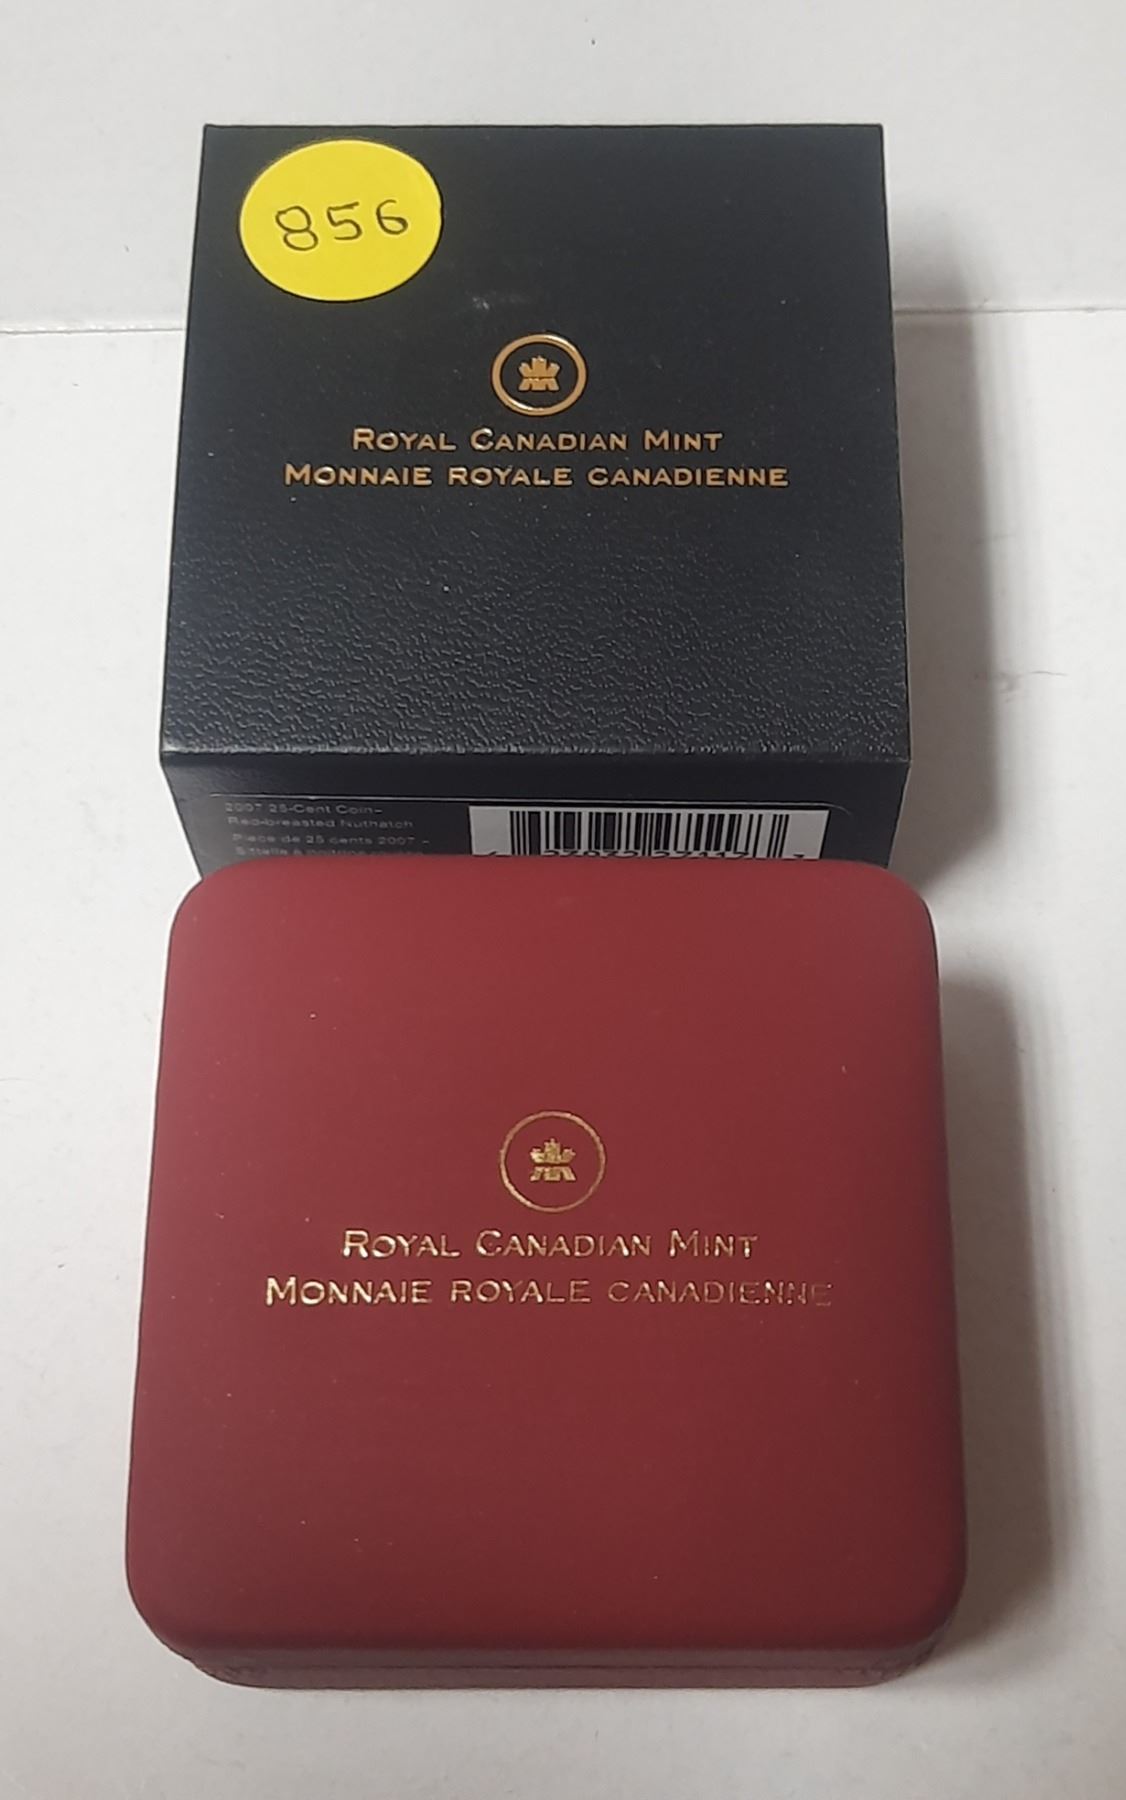 856
ROYAL CANADIAN MINT
MONNAIE ROYALE CANADIENNE
2007 25-Cent Coin–
Red-breasted Nuthatch
Pièce de 25 cents 2007 –
ROYAL CANADIAN MINT
MONNAIE ROYALE CANADIENNE